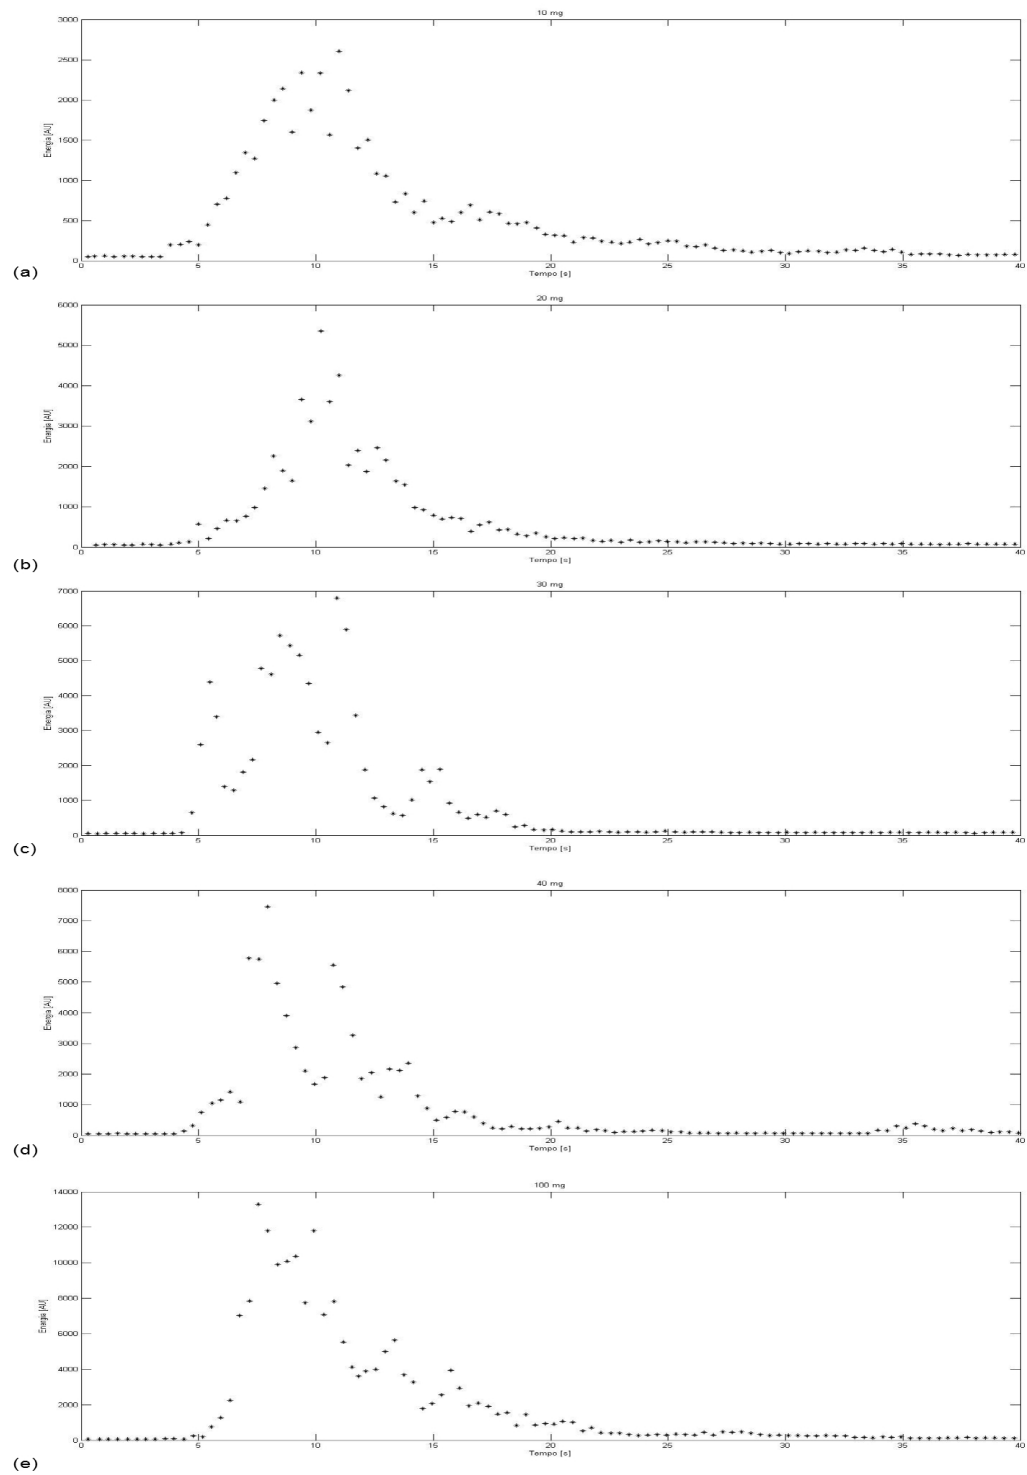 10 mg
3000
2500
2000
1500
1000
500
0
Energia [AU]
0 5 10 15 20 25 30 35 40
Tempo [s]
(a)
20 mg
6000
5000
4000
3000
2000
1000
0
Energia [AU]
0 5 10 15 20 25 30 35 40
Tempo [s]
(b)
30 mg
7000
6000
5000
4000
3000
2000
1000
0
Energia [AU]
0 5 10 15 20 25 30 35 40
Tempo [s]
(c)
40 mg
8000
7000
6000
5000
4000
3000
2000
1000
0
Energia [AU]
0 5 10 15 20 25 30 35 40
Tempo [s]
(d)
100 mg
14000
12000
10000
8000
6000
4000
2000
0
Energia [AU]
0 5 10 15 20 25 30 35 40
Tempo [s]
(e)